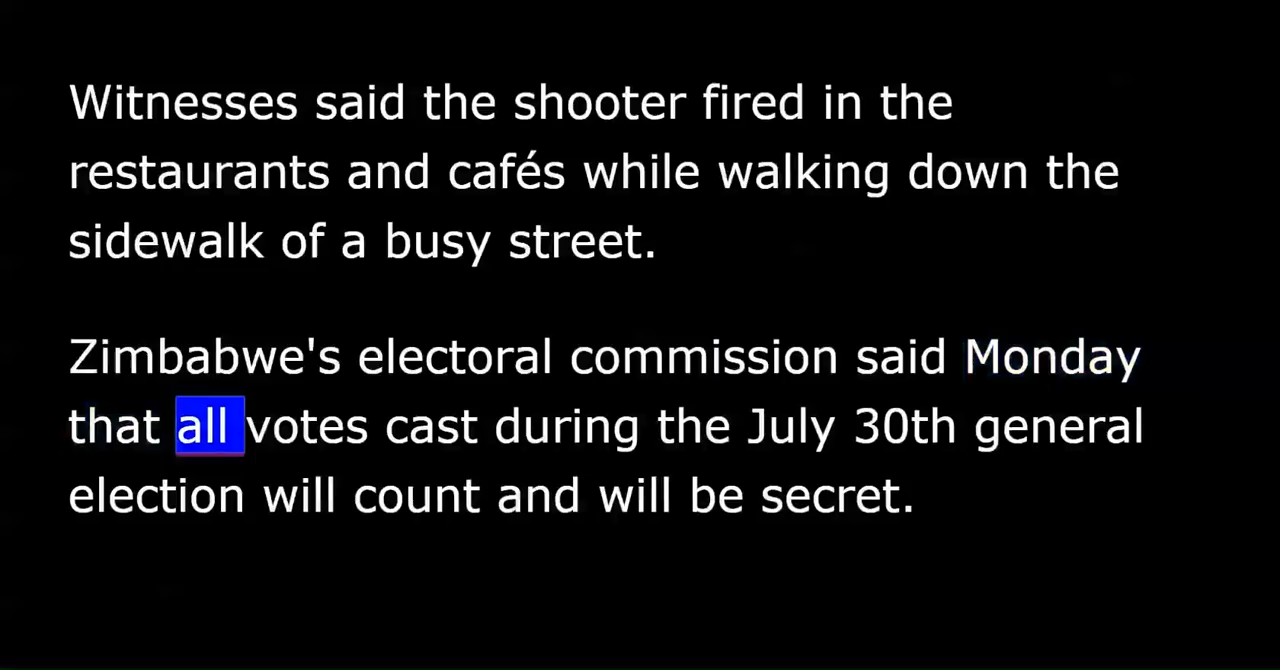 Witnesses said the shooter fired in the
restaurants and cafés while walking down the
sidewalk of a busy street.
Zimbabwe's electoral commission said Monday
that all votes cast during the July 30th general
election will count and will be secret.